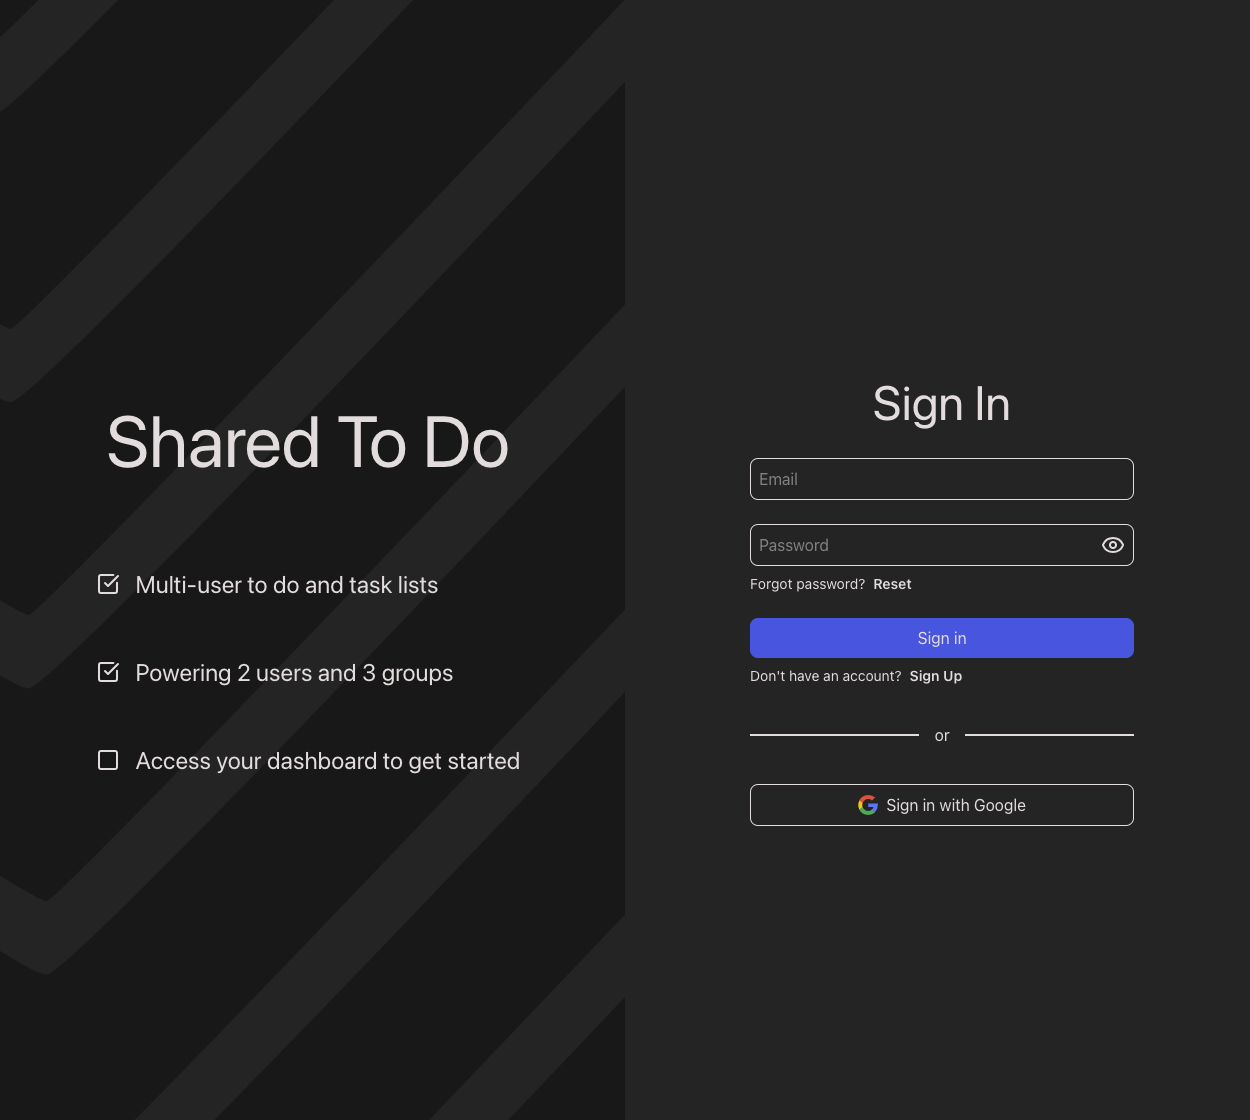 Shared To Do
Multi-user to do and task lists
Powering 2 users and 3 groups
Access your dashboard to get started
Sign In
Email
Password
Forgot password? Reset
Sign in
Don't have an account? Sign Up
or
Sign in with Google